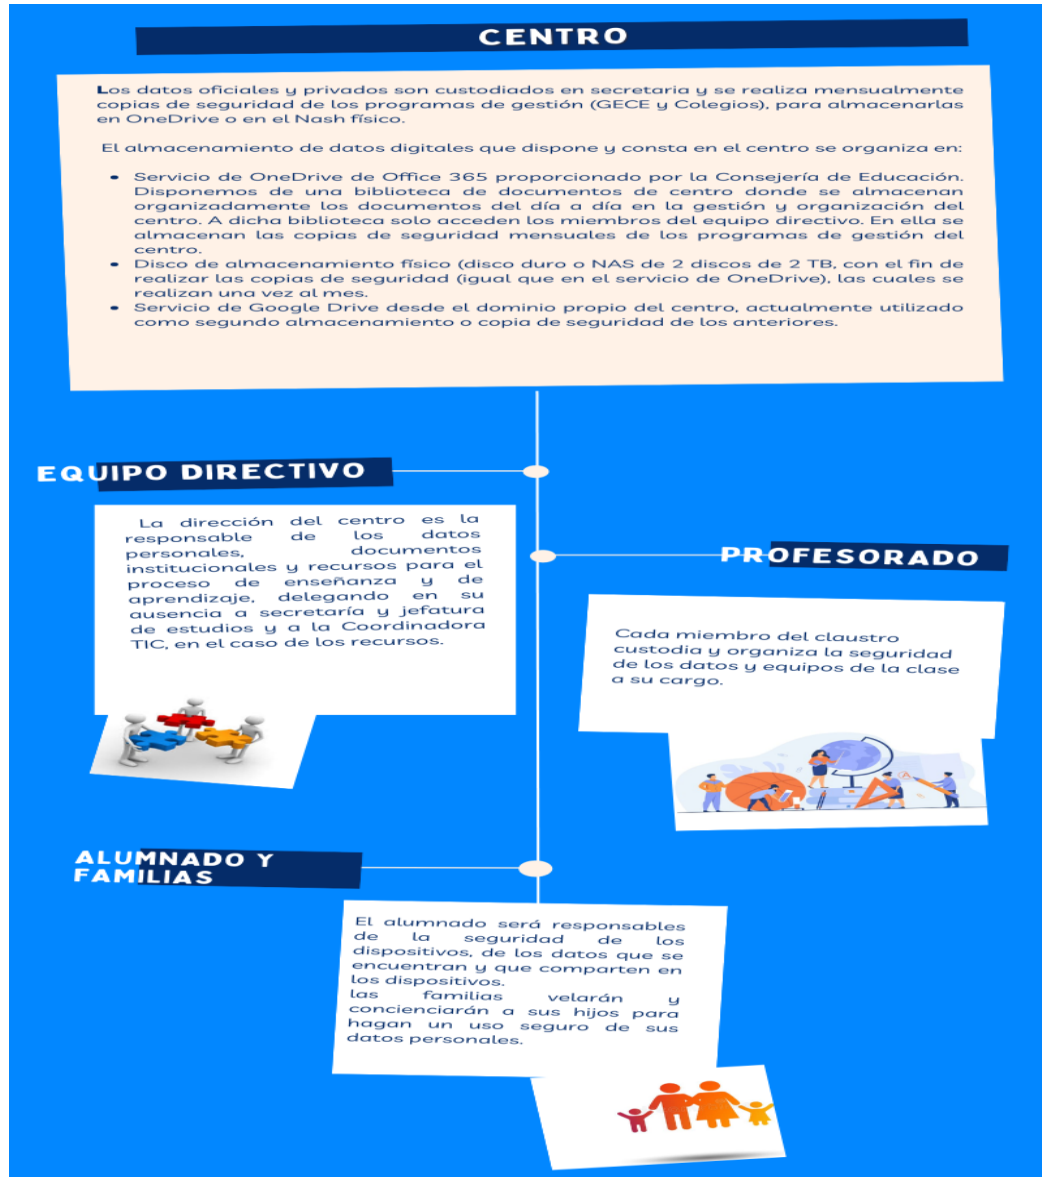 CENTRO
Los datos oficiales y privados son custodiados en secretaria y se realiza mensualmente
copias de seguridad de los programas de gestión (GECE y Colegios), para almacenarlas
en OneDrive o en el Nash físico.
El almacenamiento de datos digitales que dispone y consta en el centro se organiza en:
• Servicio de OneDrive de Office 365 proporcionado por la Consejería de Educación.
Disponemos de una biblioteca de documentos de centro donde se almacenan
organizadamente los documentos del día a día en la gestión y organización del
centro. A dicha biblioteca solo acceden los miembros del equipo directivo. En ella se
almacenan las copias de seguridad mensuales de los programas de gestión del
centro.
• Disco de almacenamiento físico (disco duro o NAS de 2 discos de 2 TB, con el fin de
realizar las copias de seguridad (igual que en el servicio de OneDrive), las cuales se
realizan una vez al mes.
• Servicio de Google Drive desde el dominio propio del centro, actualmente utilizado
como segundo almacenamiento o copia de seguridad de los anteriores.
EQUIPO DIRECTIVO
La dirección del centro es la
responsable de los datos
personales, documentos
institucionales y recursos para el
proceso de enseñanza y de
aprendizaje, delegando en su
ausencia a secretaría y jefatura
de estudios y a la Coordinadora
TIC, en el caso de los recursos.
PROFESORADO
Cada miembro del claustro
custodia y organiza la seguridad
de los datos y equipos de la clase
a su cargo.
ALUMNADO Y
FAMILIAS
El alumnado será responsables
de la seguridad de los
dispositivos, de los datos que se
encuentran y que comparten en
los dispositivos.
las familias velarán y
concienciarán a sus hijos para
hagan un uso seguro de sus
datos personales.